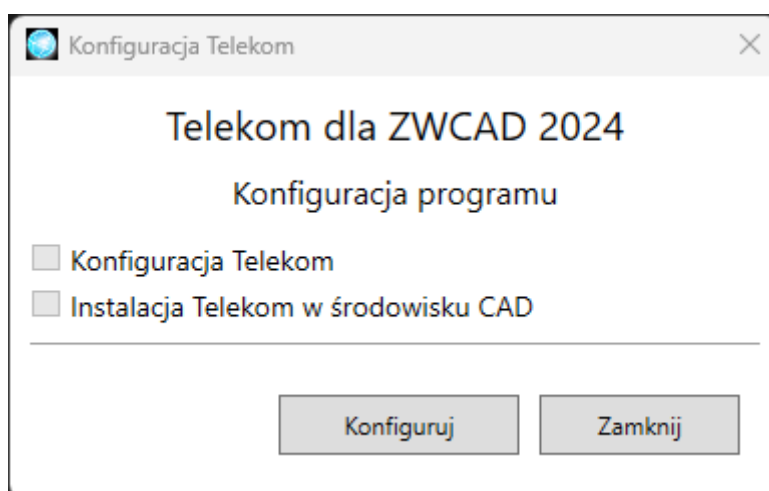 Konfiguracja Telekom
Telekom dla ZWCAD 2024
Konfiguracja programu
Konfiguracja Telekom
Instalacja Telekom w środowisku CAD
Konfiguruj
Zamknij